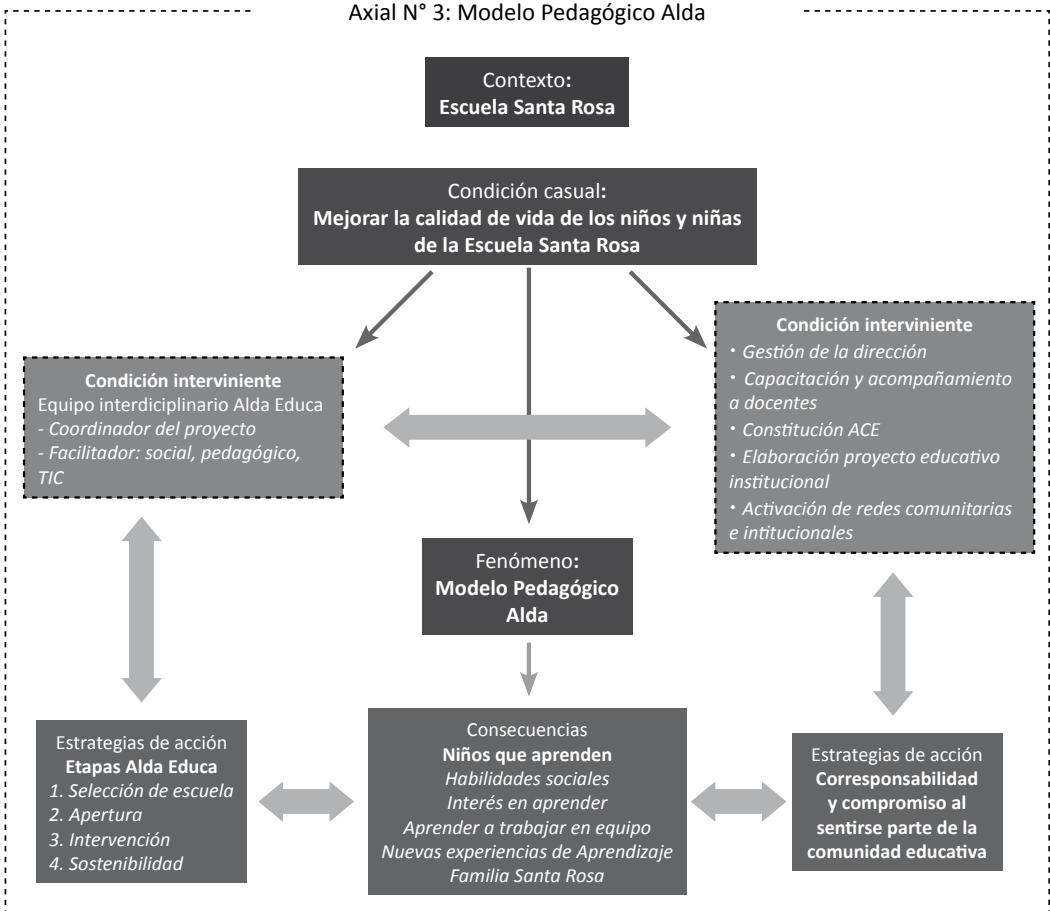 Axial N° 3: Modelo Pedagógico Alda
Contexto:
Escuela Santa Rosa
Condición casual:
Mejorar la calidad de vida de los niños y niñas
de la Escuela Santa Rosa
Condición interviniente
Equipo interdiciplinario Alda Educa
- Coordinador del proyecto
- Facilitador: social, pedagógico,
TIC
Condición interviniente
· Gestión de la dirección
· Capacitación y acompañamiento
a docentes
· Constitución ACE
· Elaboración proyecto educativo
institucional
· Activación de redes comunitarias
e intitucionales
Fenómeno:
Modelo Pedagógico
Alda
Estrategias de acción
Etapas Alda Educa
1. Selección de escuela
2. Apertura
3. Intervención
4. Sostenibilidad
Consecuencias
Niños que aprenden
Habilidades sociales
Interés en aprender
Aprender a trabajar en equipo
Nuevas experiencias de Aprendizaje
Familia Santa Rosa
Estrategias de acción
Corresponsabilidad
y compromiso al
sentirse parte de la
comunidad educativa